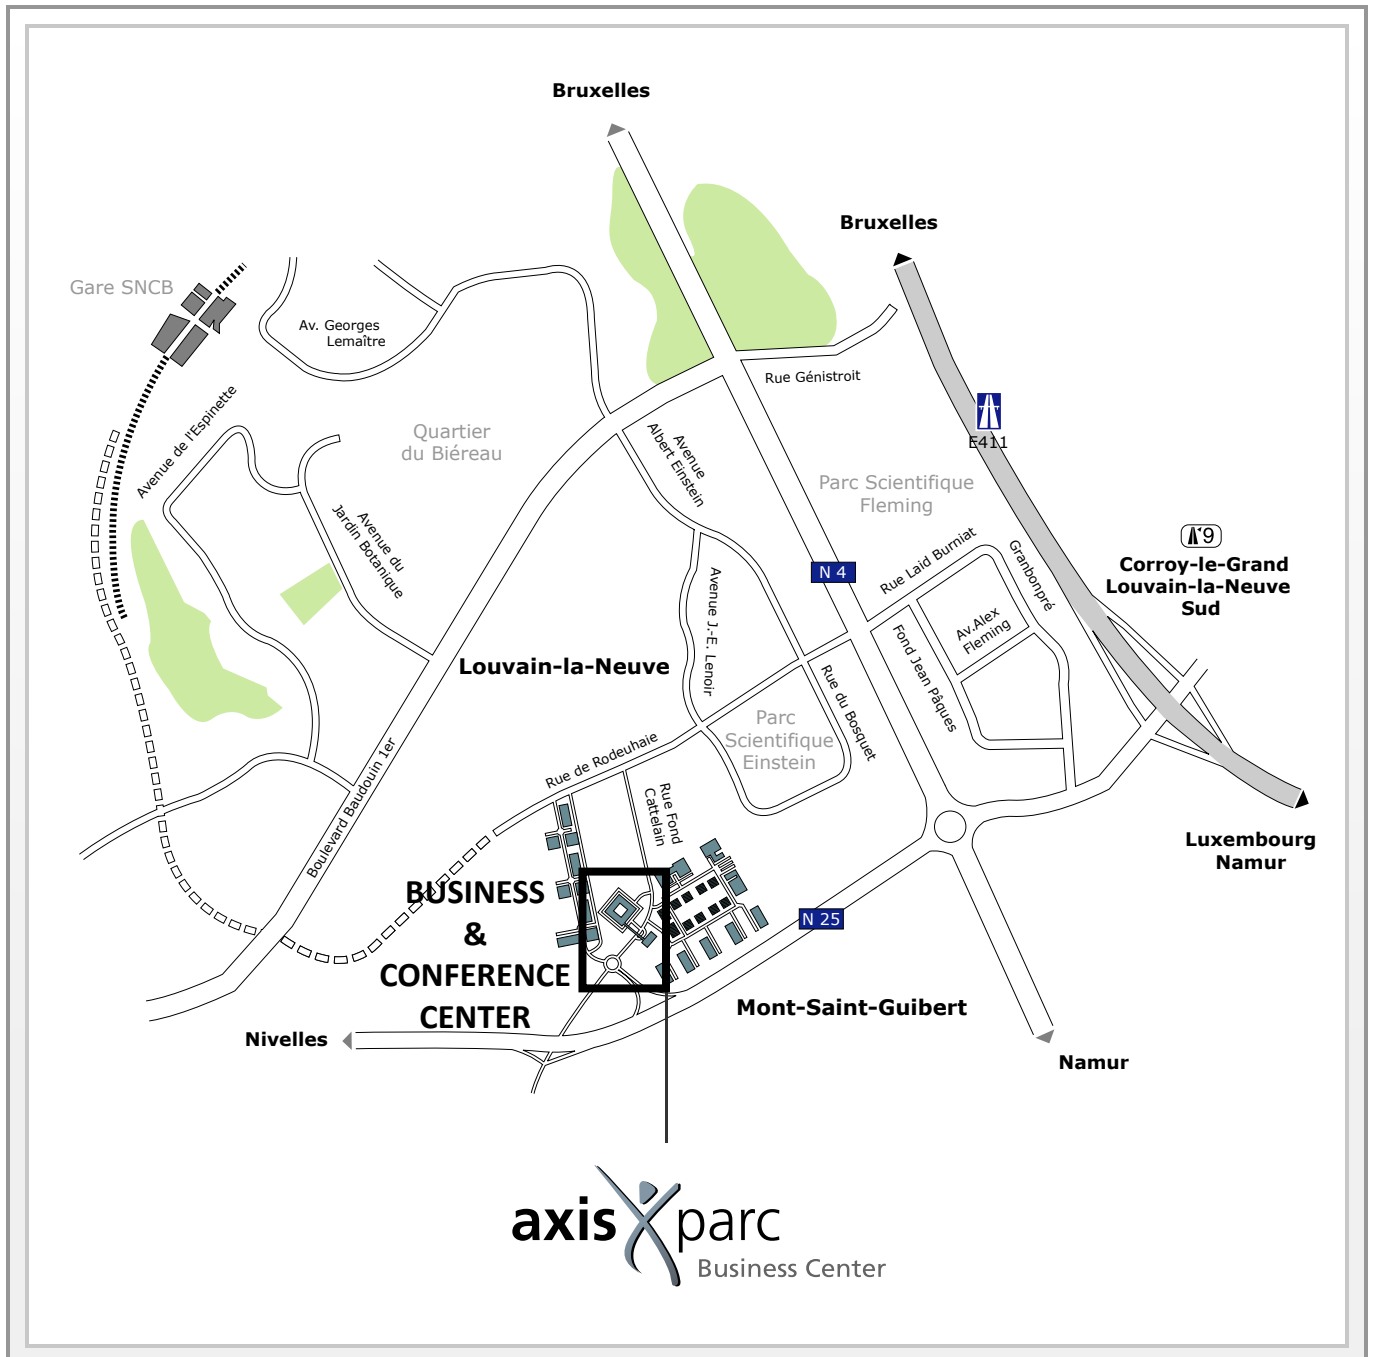 Bruxelles
Bruxelles
Gare SNCB
Av. Georges
Lemaître
Rue Génistroit
Avenue de l'Espinette
Quartier
du Biéreau
Avenue
Albert Einstein
E411
Parc Scientifique
Fleming
Avenue du
Jardin Botanique
N 4
Rue Laid Burniat
Granbonpré
9
Corroy-le-Grand
Louvain-la-Neuve
Sud
Avenue J.-E. Lenoir
Av.Alex
Fleming
Fond Jean Pâques
Louvain-la-Neuve
Rue du Bosquet
Parc
Scientifique
Einstein
Rue de Rodeuhaie
Boulevard Baudouin 1er
Rue Fond
Cattelain
Luxembourg
Namur
BUSINESS
&
CONFERENCE
CENTER
N 25
Mont-Saint-Guibert
Nivelles
Namur
axis parc
Business Center